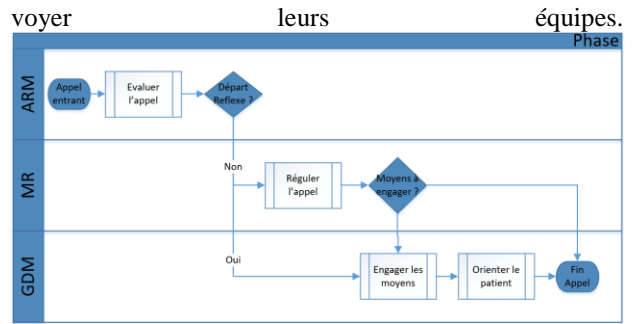 voyer leurs équipes.
Phase
ARM
Appel
entrant
Evaluer
l'appel
Départ
Reflexe ?
Non
MR
Réguler
l'appel
Moyens à
engager ?
Oui
GDM
Engager les
moyens
Orienter le
patient
Fin
Appel